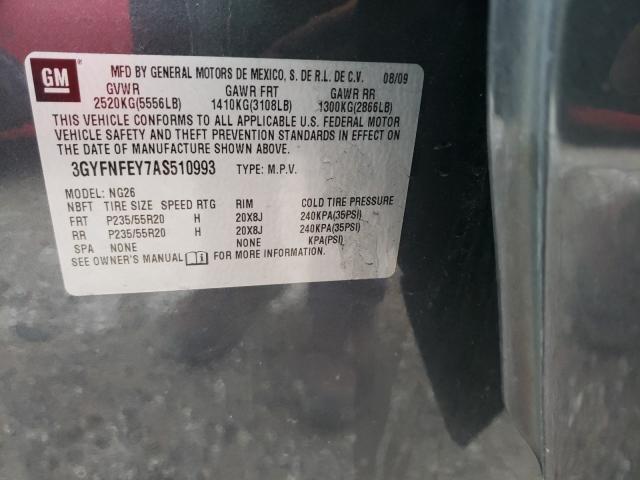 GM
MFD BY GENERAL MOTORS DE MEXICO, S. DE R.L. DE C.V. 08/09
GVWR GAWR FRT GAWR RR
2520KG(5556LB) 1410KG(3108LB) 1300KG(2866LB)
THIS VEHICLE CONFORMS TO ALL APPLICABLE U.S. FEDERAL MOTOR
VEHICLE SAFETY AND THEFT PREVENTION STANDARDS IN EFFECT ON
THE DATE OF MANUFACTURE SHOWN ABOVE.
3GYFNFEY7AS510993 TYPE: M.P.V.
MODEL: NG26
NBFT TIRE SIZE SPEED RTG RIM COLD TIRE PRESSURE
FRT P235/55R20 H 20X8J 240KPA(35PSI)
RR P235/55R20 H 20X8J 240KPA(35PSI)
SPA NONE NONE KPA(PSI)
SEE OWNER'S MANUAL FOR MORE INFORMATION.